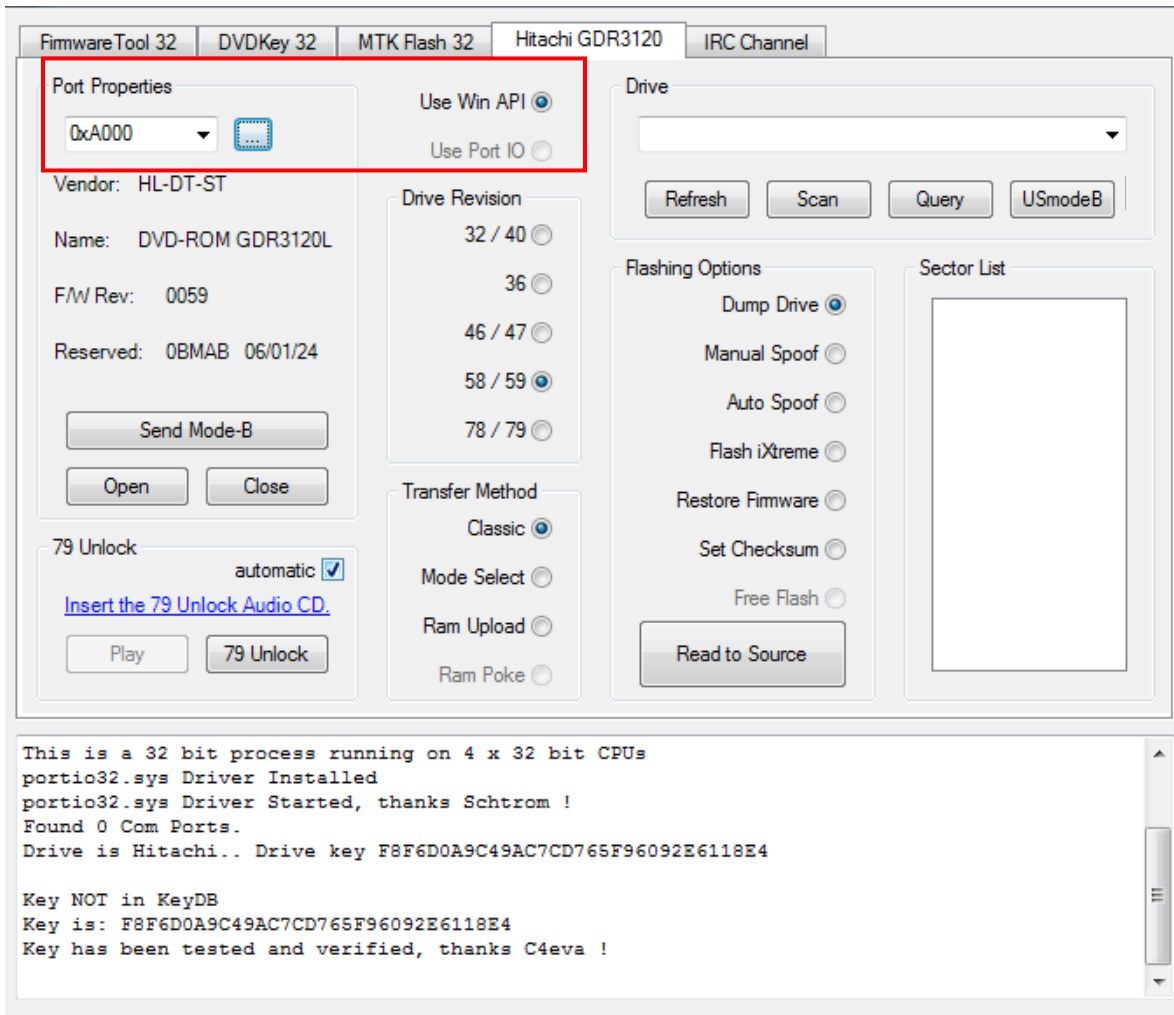 FirmwareTool 32
DVDKey 32
MTK Flash 32
Hitachi GDR3120
IRC Channel
Port Properties
0xA000
...
Use Win API
Use Port IO
Vendor: HL-DT-ST
Name: DVD-ROM GDR3120L
F/W Rev: 0059
Reserved: 0BMAB 06/01/24
Send Mode-B
Open
Close
79 Unlock
automatic
Insert the 79 Unlock Audio CD.
Play
79 Unlock
Drive Revision
32 / 40
36
46 / 47
58 / 59
78 / 79
Transfer Method
Classic
Mode Select
Ram Upload
Ram Poke
Drive
Refresh
Scan
Query
USmodeB
Flashing Options
Dump Drive
Manual Spoof
Auto Spoof
Flash iXtreme
Restore Firmware
Set Checksum
Free Flash
Read to Source
Sector List
This is a 32 bit process running on 4 x 32 bit CPUs
portio32.sys Driver Installed
portio32.sys Driver Started, thanks Schtrom !
Found 0 Com Ports.
Drive is Hitachi.. Drive key F8F6D0A9C49AC7CD765F96092E6118E4
Key NOT in KeyDB
Key is: F8F6D0A9C49AC7CD765F96092E6118E4
Key has been tested and verified, thanks C4eva !